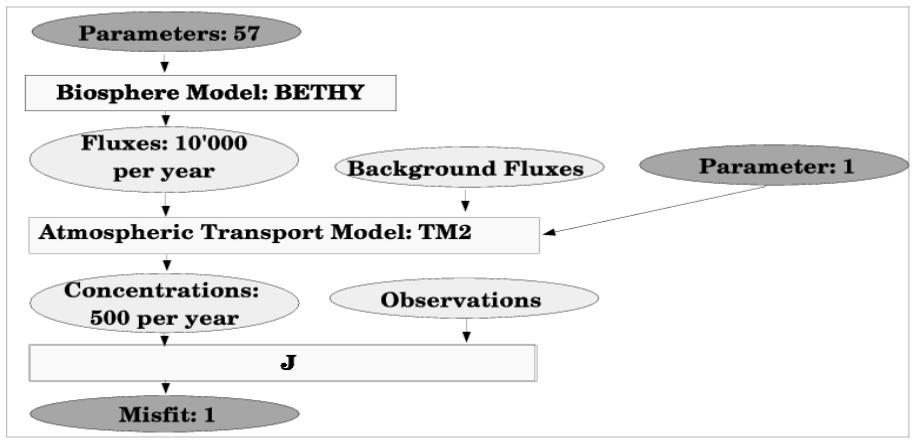 Parameters: 57
Biosphere Model: BETHY
Fluxes: 10'000
per year
Background Fluxes
Parameter: 1
Atmospheric Transport Model: TM2
Concentrations:
500 per year
Observations
J
Misfit: 1